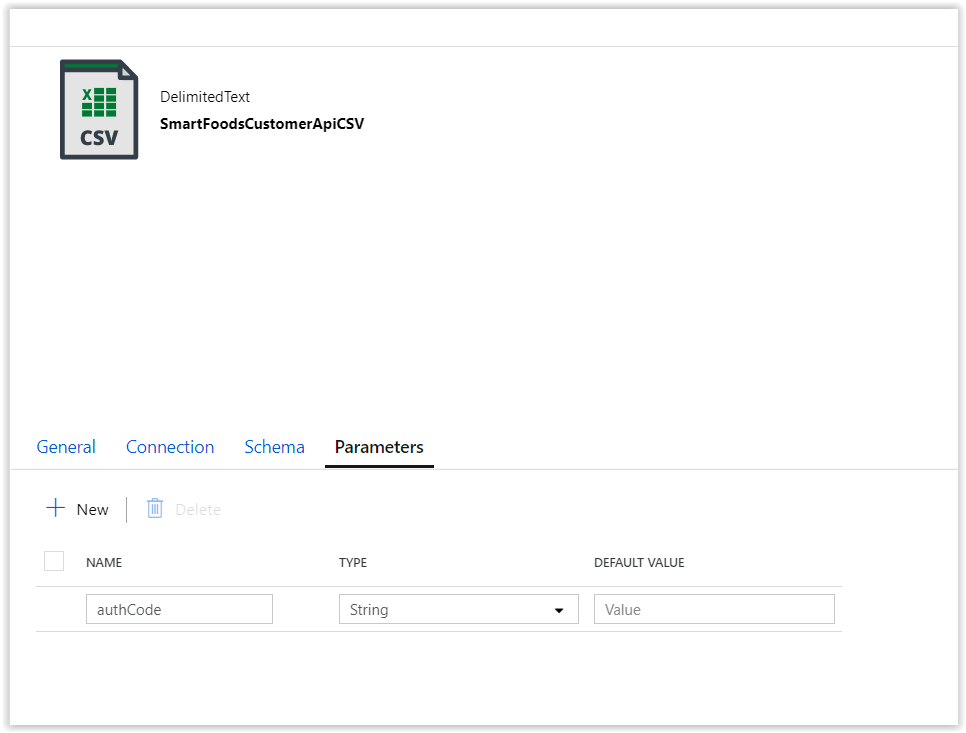 X
CSV
DelimitedText
SmartFoodsCustomerApiCSV
General Connection Schema Parameters
New Delete
NAME TYPE DEFAULT VALUE
authCode String Value